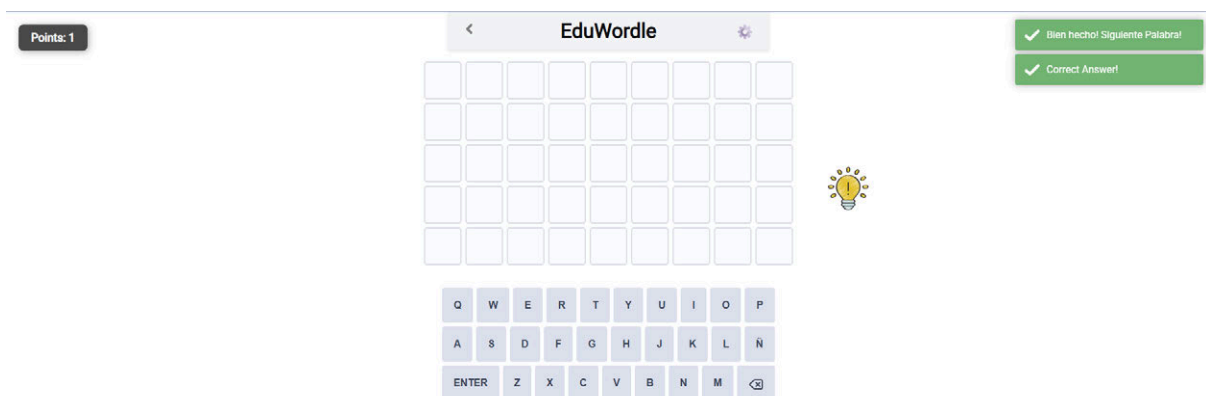 Points: 1
EduWordle
Bien hecho! Siguiente Palabra!
Correct Answer!
Q W E R T Y U I O P
A S D F G H J K L Ñ
ENTER Z X C V B N M